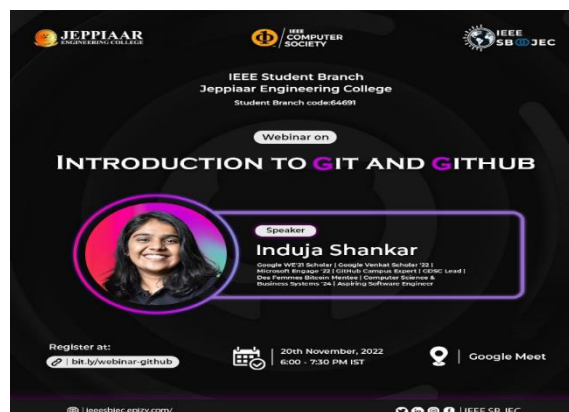 JEPPIAAR
ENGINEERING COLLEGE
IEEE
COMPUTER
SOCIETY
IEEE
SB JEC
IEEE Student Branch
Jeppiaar Engineering College
Student Branch code:64691
Webinar on
INTRODUCTION TO GIT AND GITHUB
Speaker
Induja Shankar
Google WE'21 Scholar | Google Venkat Scholar '22 |
Microsoft Engage '22 | GitHub Campus Expert | GDSC Lead |
Des Femmes Bitcoin Mentee | Computer Science &
Business Systems '24 | Aspiring Software Engineer
Register at:
bit.ly/webinar-github
20th November, 2022
6:00 - 7:30 PM IST
Google Meet
ieeesbjec.epizy.com/
IEEE SB JEC